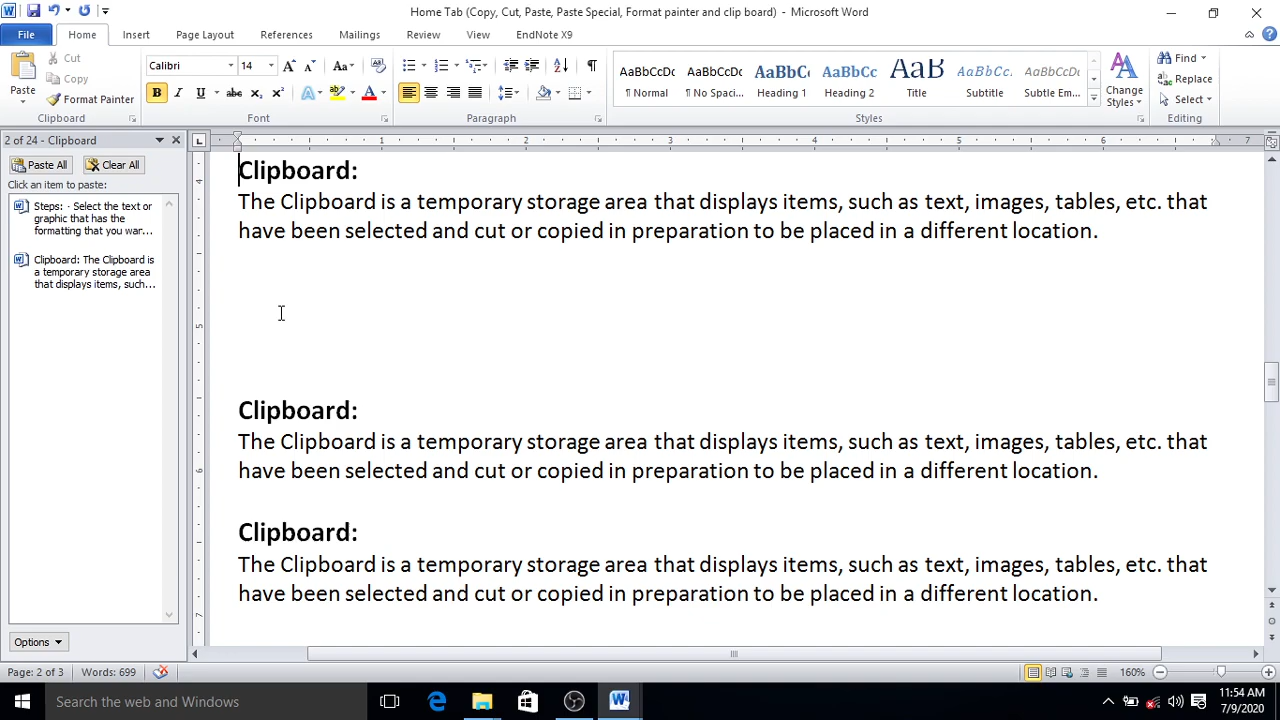 Home Tab (Copy, Cut, Paste, Paste Special, Format painter and clip board) - Microsoft Word
File Home Insert Page Layout References Mailings Review View EndNote X9
Paste
Cut
Copy
Format Painter
Clipboard
Calibri 14
Font
Paragraph
AaBbCcDc AaBbCcDc AaBbCc AaBbCc AaB AaBbCc. AaBbCcDc
¶ Normal ¶ No Spaci... Heading 1 Heading 2 Title Subtitle Subtle Em...
Change
Styles
Styles
Find
Replace
Select
Editing
2 of 24 - Clipboard
Paste All Clear All
Click an item to paste:
Steps: · Select the text or
graphic that has the
formatting that you war...
Clipboard: The Clipboard is
a temporary storage area
that displays items, such...
Options
1 2 3 4 5 6 7
4
5
6
7
Clipboard:
The Clipboard is a temporary storage area that displays items, such as text, images, tables, etc. that
have been selected and cut or copied in preparation to be placed in a different location.
Clipboard:
The Clipboard is a temporary storage area that displays items, such as text, images, tables, etc. that
have been selected and cut or copied in preparation to be placed in a different location.
Clipboard:
The Clipboard is a temporary storage area that displays items, such as text, images, tables, etc. that
have been selected and cut or copied in preparation to be placed in a different location.
Page: 2 of 3 Words: 699 160%
Search the web and Windows
11:54 AM
7/9/2020